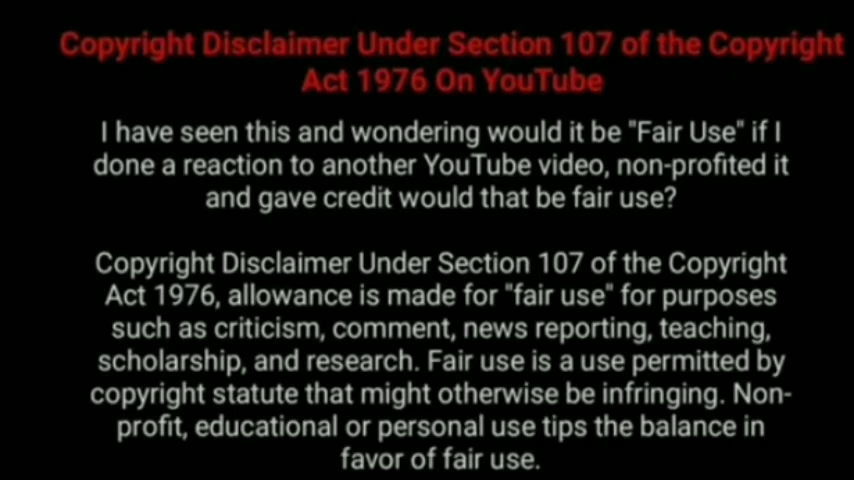 Copyright Disclaimer Under Section 107 of the Copyright
Act 1976 On YouTube
I have seen this and wondering would it be "Fair Use" if I
done a reaction to another YouTube video, non-profited it
and gave credit would that be fair use?
Copyright Disclaimer Under Section 107 of the Copyright
Act 1976, allowance is made for "fair use" for purposes
such as criticism, comment, news reporting, teaching,
scholarship, and research. Fair use is a use permitted by
copyright statute that might otherwise be infringing. Non-
profit, educational or personal use tips the balance in
favor of fair use.